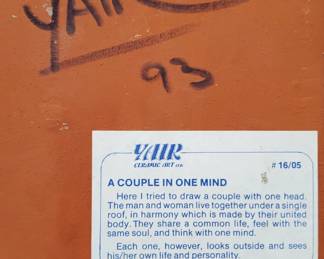 YAIR
93
YAIR
CERAMIC ART LTD.
# 16/05
A COUPLE IN ONE MIND
Here I tried to draw a couple with one head.
The man and woman live together under a single
roof, in harmony which is made by their united
body. They share a common life, feel with the
same soul, and think with one mind.
Each one, however, looks outside and sees
his/her own life and personality.